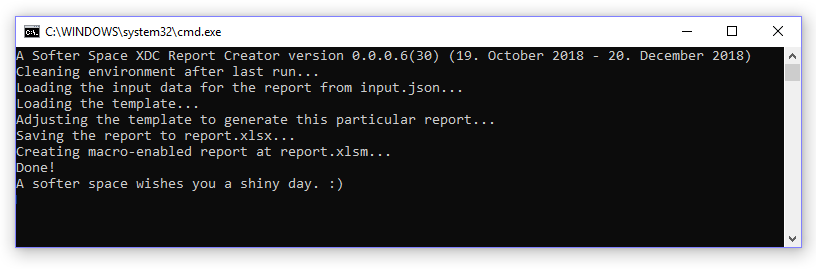 C:\WINDOWS\system32\cmd.exe
A Softer Space XDC Report Creator version 0.0.0.6(30) (19. October 2018 - 20. December 2018)
Cleaning environment after last run...
Loading the input data for the report from input.json...
Loading the template...
Adjusting the template to generate this particular report...
Saving the report to report.xlsx...
Creating macro-enabled report at report.xlsm...
Done!
A softer space wishes you a shiny day. :)